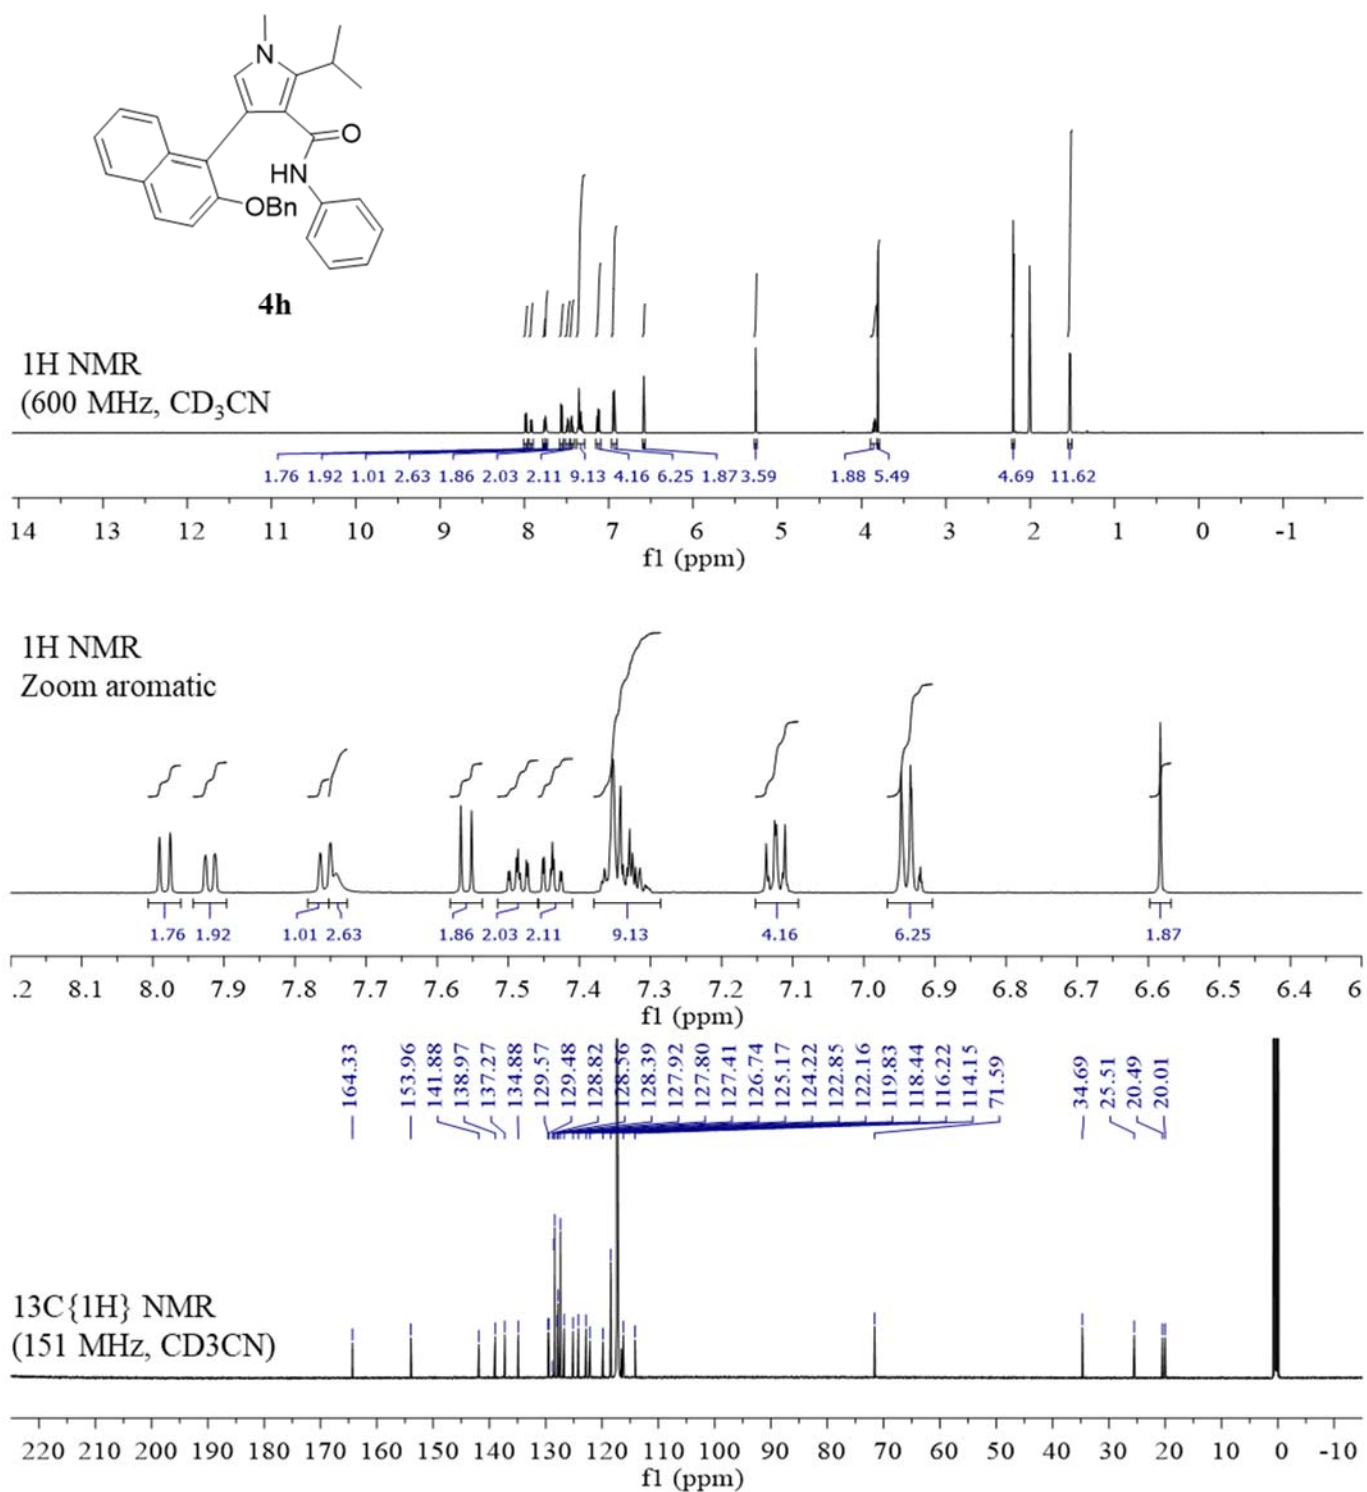 N
O
HN
OBn
4h
1H NMR
(600 MHz, CD₃CN
1.76 1.92 1.01 2.63 1.86 2.03 2.11 9.13 4.16 6.25 1.87 3.59 1.88 5.49 4.69 11.62
14 13 12 11 10 9 8 7 6 5 4 3 2 1 0 -1
f1 (ppm)
1H NMR
Zoom aromatic
1.76 1.92 1.01 2.63 1.86 2.03 2.11 9.13 4.16 6.25 1.87
.2 8.1 8.0 7.9 7.8 7.7 7.6 7.5 7.4 7.3 7.2 7.1 7.0 6.9 6.8 6.7 6.6 6.5 6.4 6
f1 (ppm)
164.33 153.96 141.88 138.97 137.27 134.88 129.57 129.48 128.82 128.56 128.39 127.92 127.80 127.41 126.74 125.17 124.22 122.85 122.16 119.83 118.44 116.22 114.15 71.59 34.69 25.51 20.49 20.01
13C{1H} NMR
(151 MHz, CD3CN)
220 210 200 190 180 170 160 150 140 130 120 110 100 90 80 70 60 50 40 30 20 10 0 -10
f1 (ppm)